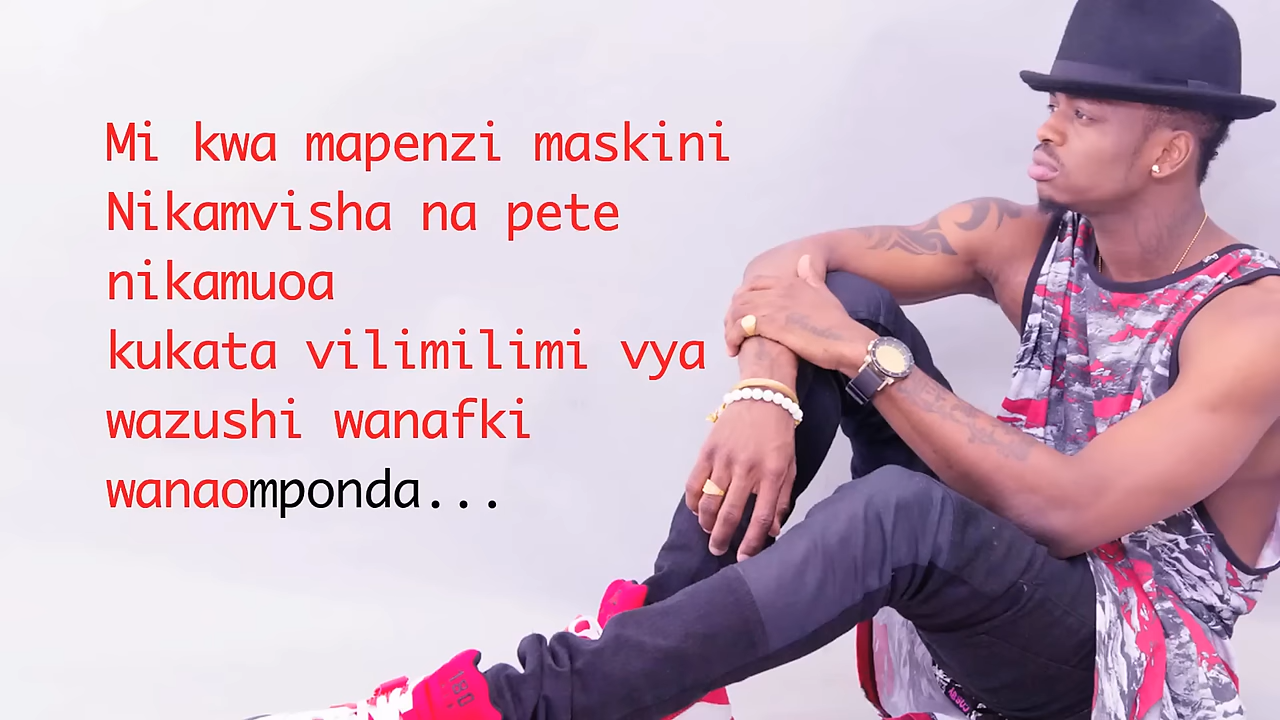 Mi kwa mapenzi maskini
Nikamvisha na pete
nikamuoa
kukata vilimilimi vya
wazushi wanafki
wanaomponda...